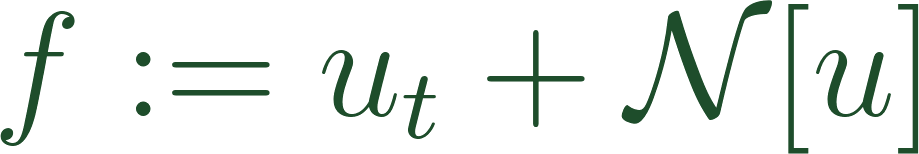 f := u_t + 𝒩[u]